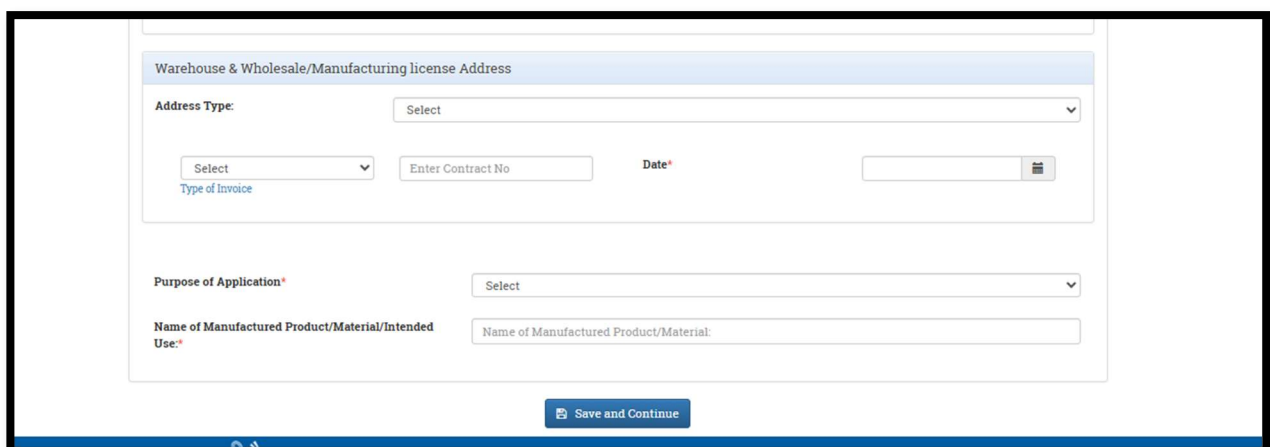 Warehouse & Wholesale/Manufacturing license Address
Address Type:
Select
Select
Enter Contract No
Date*
Type of Invoice
Purpose of Application*
Select
Name of Manufactured Product/Material/Intended
Use:*
Name of Manufactured Product/Material:
Save and Continue